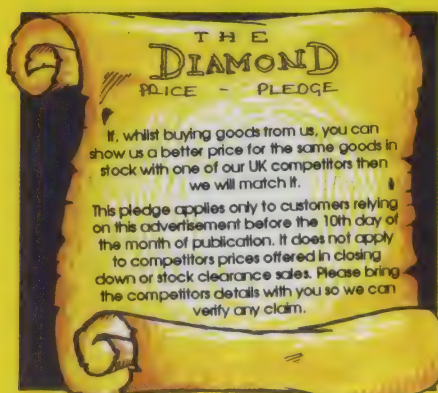 THE
DIAMOND
PRICE - PLEDGE
If, whilst buying goods from us, you can
show us a better price for the same goods in
stock with one of our UK competitors then
we will match it.
This pledge applies only to customers relying
on this advertisement before the 10th day of
the month of publication. It does not apply
to competitors prices offered in closing
down or stock clearance sales. Please bring
the competitors details with you so we can
verify any claim.